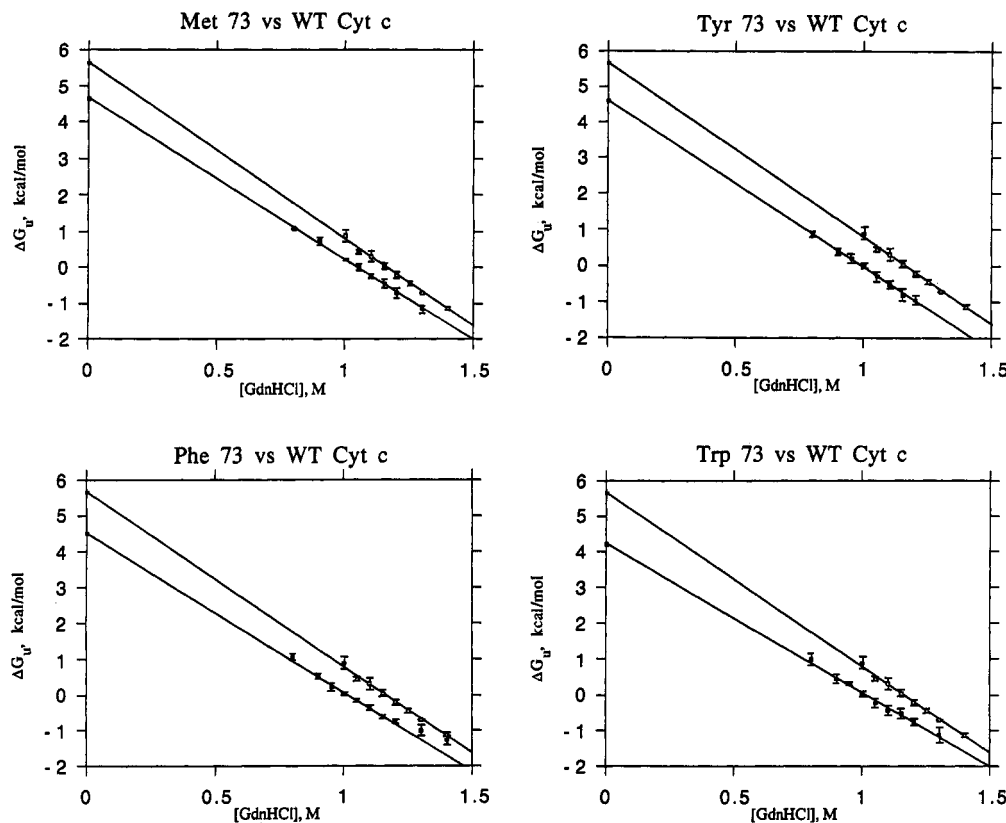 Met 73 vs WT Cyt c
6
5
4
3
2
1
0
- 1
- 2
ΔGu, kcal/mol
0 0.5 1 1.5
[GdnHCl], M
Tyr 73 vs WT Cyt c
6
5
4
3
2
1
0
- 1
- 2
ΔGu, kcal/mol
0 0.5 1 1.5
[GdnHCl], M
Phe 73 vs WT Cyt c
6
5
4
3
2
1
0
- 1
- 2
ΔGu, kcal/mol
0 0.5 1 1.5
[GdnHCl], M
Trp 73 vs WT Cyt c
6
5
4
3
2
1
0
- 1
- 2
ΔGu, kcal/mol
0 0.5 1 1.5
[GdnHCl], M